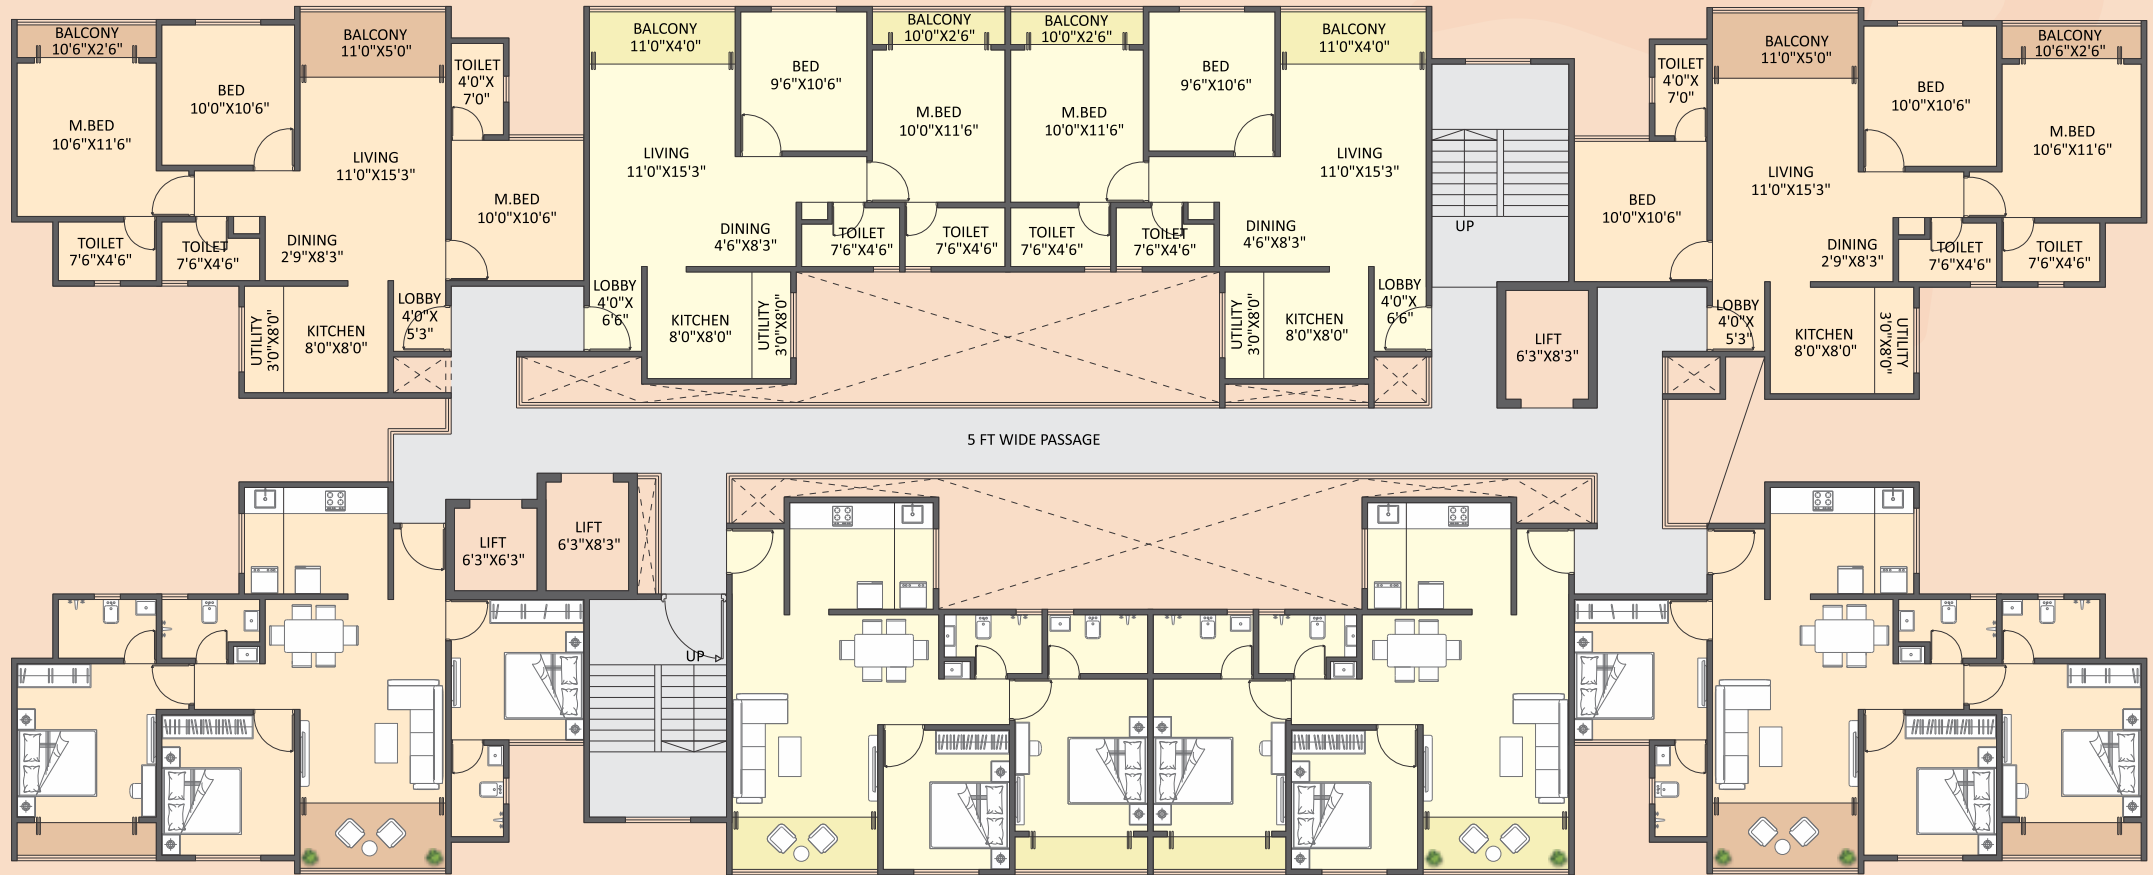 BALCONY
10'6"X2'6"
BED
10'0"X10'6"
M.BED
10'6"X11'6"
BALCONY
11'0"X5'0"
TOILET
4'0"X
7'0"
LIVING
11'0"X15'3"
M.BED
10'0"X10'6"
TOILET
7'6"X4'6"
TOILET
7'6"X4'6"
DINING
2'9"X8'3"
UTILITY
3'0"X8'0"
KITCHEN
8'0"X8'0"
LOBBY
4'0"X
5'3"
BALCONY
11'0"X4'0"
BED
9'6"X10'6"
BALCONY
10'0"X2'6"
M.BED
10'0"X11'6"
LIVING
11'0"X15'3"
DINING
4'6"X8'3"
TOILET
7'6"X4'6"
TOILET
7'6"X4'6"
LOBBY
4'0"X
6'6"
KITCHEN
8'0"X8'0"
UTILITY
3'0"X8'0"
BALCONY
10'0"X2'6"
M.BED
10'0"X11'6"
BED
9'6"X10'6"
BALCONY
11'0"X4'0"
LIVING
11'0"X15'3"
TOILET
7'6"X4'6"
TOILET
7'6"X4'6"
DINING
4'6"X8'3"
UTILITY
3'0"X8'0"
KITCHEN
8'0"X8'0"
LOBBY
4'0"X
6'6"
UP
LIFT
6'3"X8'3"
TOILET
4'0"X
7'0"
BALCONY
11'0"X5'0"
BED
10'0"X10'6"
BALCONY
10'6"X2'6"
M.BED
10'6"X11'6"
BED
10'0"X10'6"
LIVING
11'0"X15'3"
DINING
2'9"X8'3"
TOILET
7'6"X4'6"
TOILET
7'6"X4'6"
LOBBY
4'0"X
5'3"
KITCHEN
8'0"X8'0"
UTILITY
3'0"X8'0"
5 FT WIDE PASSAGE
LIFT
6'3"X6'3"
LIFT
6'3"X8'3"
UP